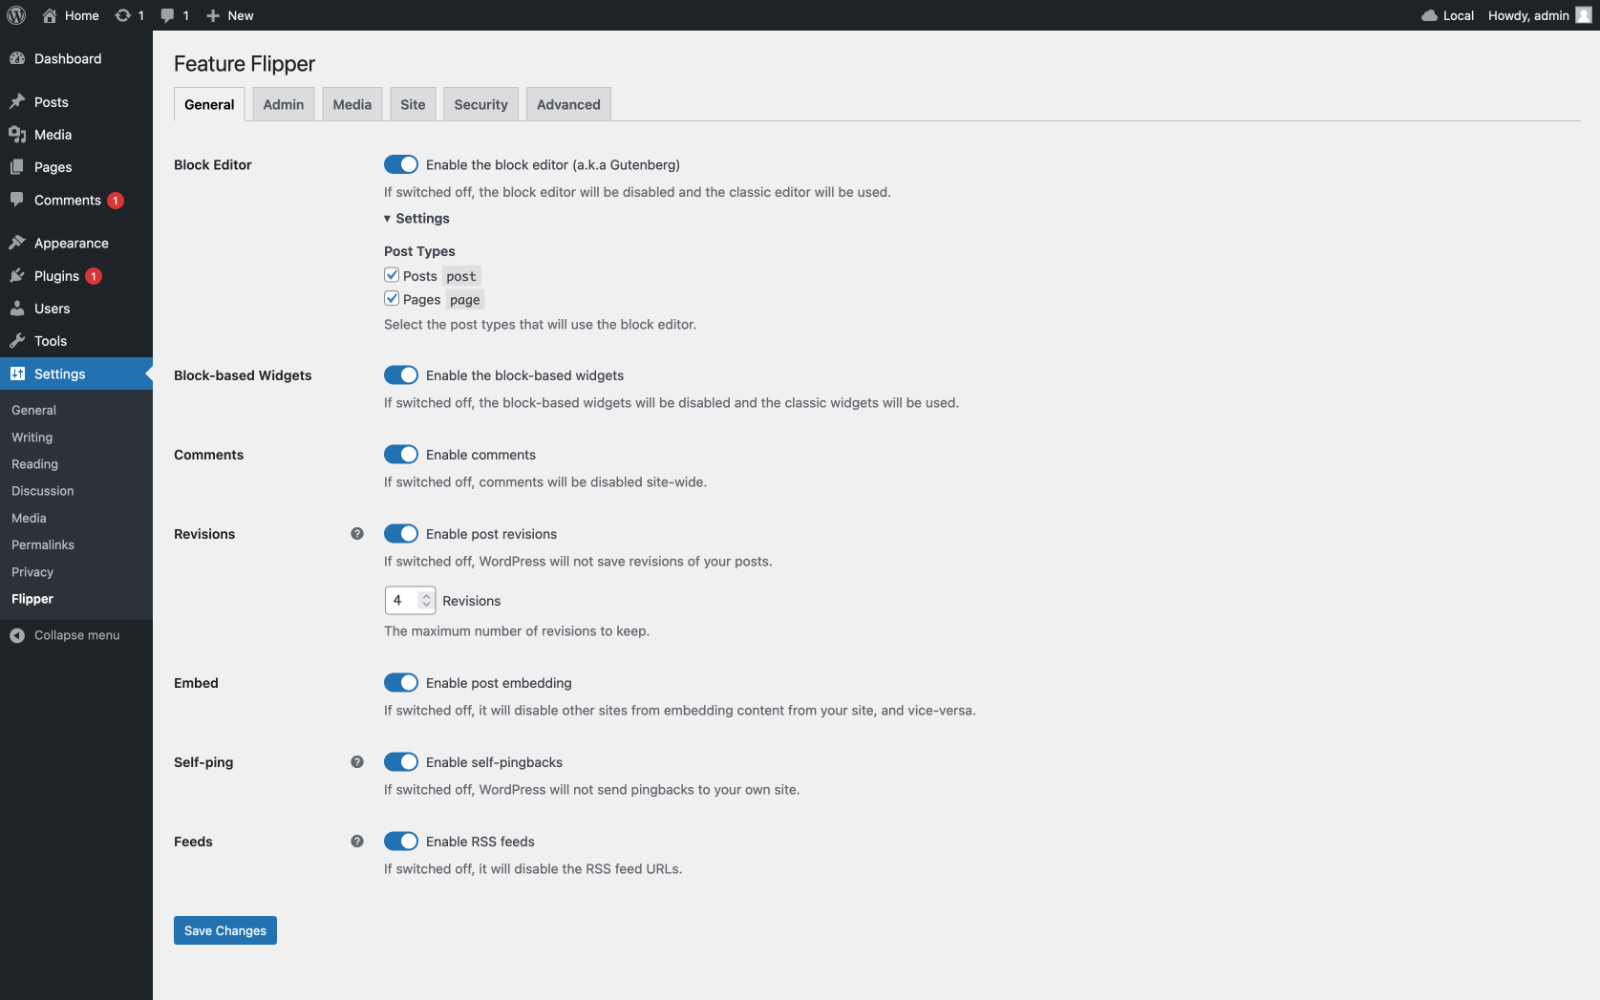 Home 1 1 New Local Howdy, admin
Dashboard
Posts
Media
Pages
Comments 1
Appearance
Plugins 1
Users
Tools
Settings
General
Writing
Reading
Discussion
Media
Permalinks
Privacy
Flipper
Collapse menu
Feature Flipper
General Admin Media Site Security Advanced
Block Editor Enable the block editor (a.k.a Gutenberg)
If switched off, the block editor will be disabled and the classic editor will be used.
▾ Settings
Post Types
Posts post
Pages page
Select the post types that will use the block editor.
Block-based Widgets Enable the block-based widgets
If switched off, the block-based widgets will be disabled and the classic widgets will be used.
Comments Enable comments
If switched off, comments will be disabled site-wide.
Revisions ? Enable post revisions
If switched off, WordPress will not save revisions of your posts.
4 Revisions
The maximum number of revisions to keep.
Embed Enable post embedding
If switched off, it will disable other sites from embedding content from your site, and vice-versa.
Self-ping ? Enable self-pingbacks
If switched off, WordPress will not send pingbacks to your own site.
Feeds ? Enable RSS feeds
If switched off, it will disable the RSS feed URLs.
Save Changes